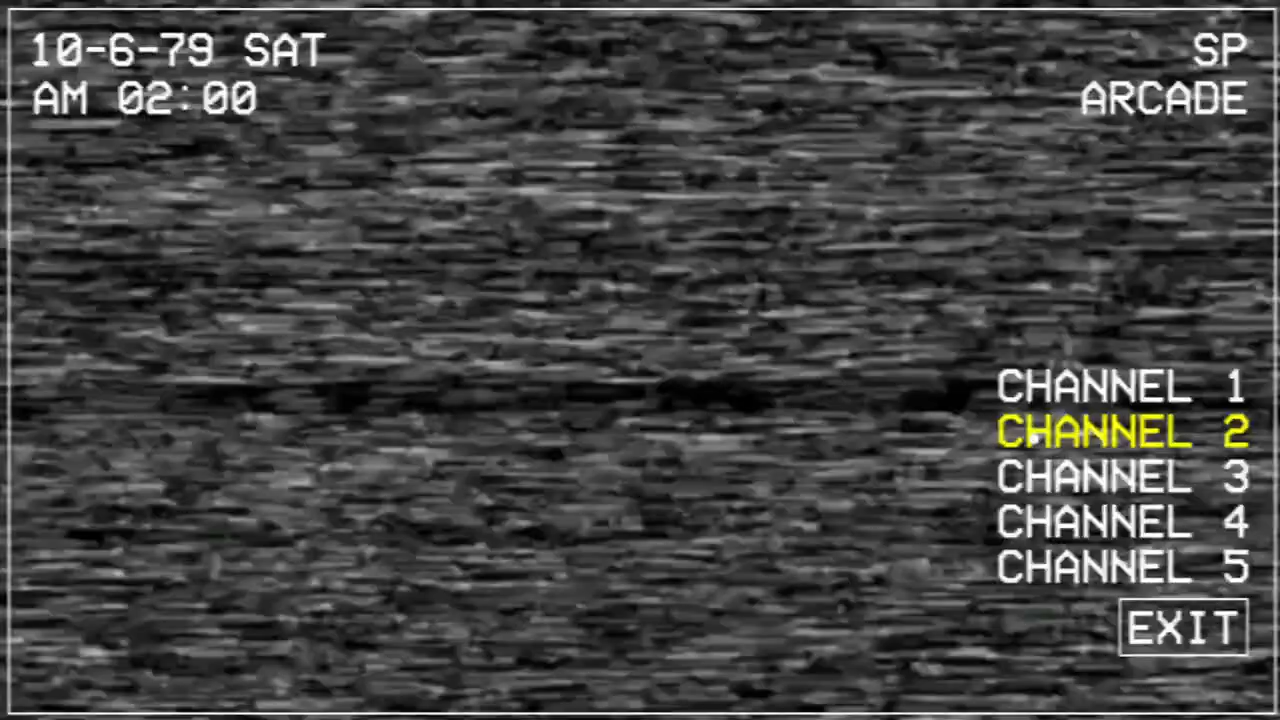 10-6-79 SAT
AM 02:00
SP
ARCADE
CHANNEL 1
CHANNEL 2
CHANNEL 3
CHANNEL 4
CHANNEL 5
EXIT